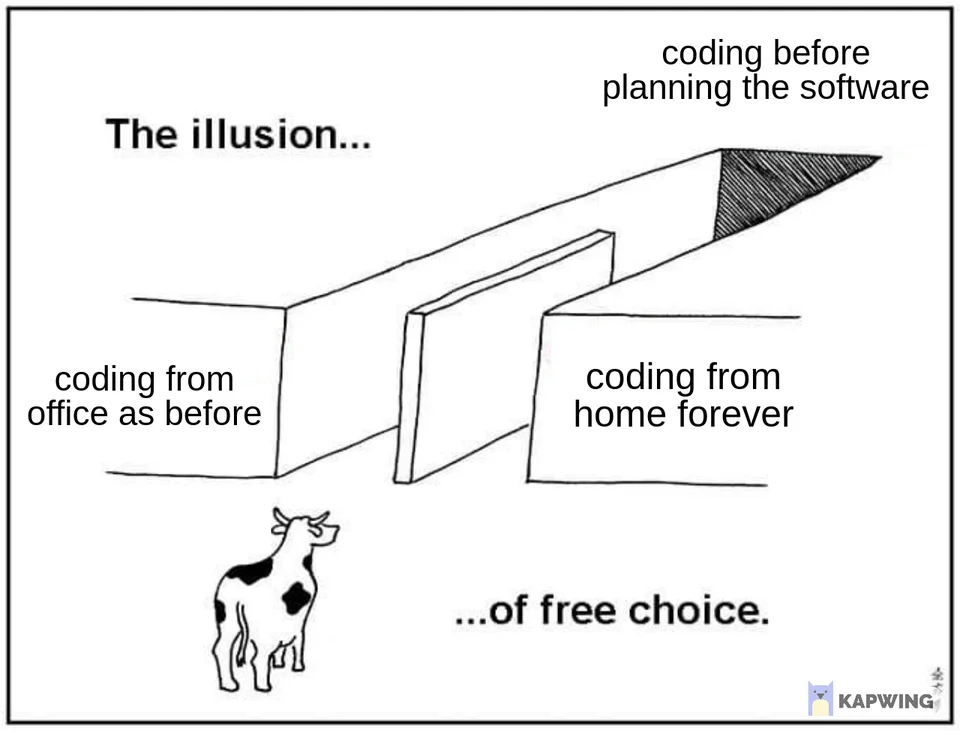 coding before
planning the software
The illusion...
coding from
office as before
coding from
home forever
...of free choice.
KAPWING